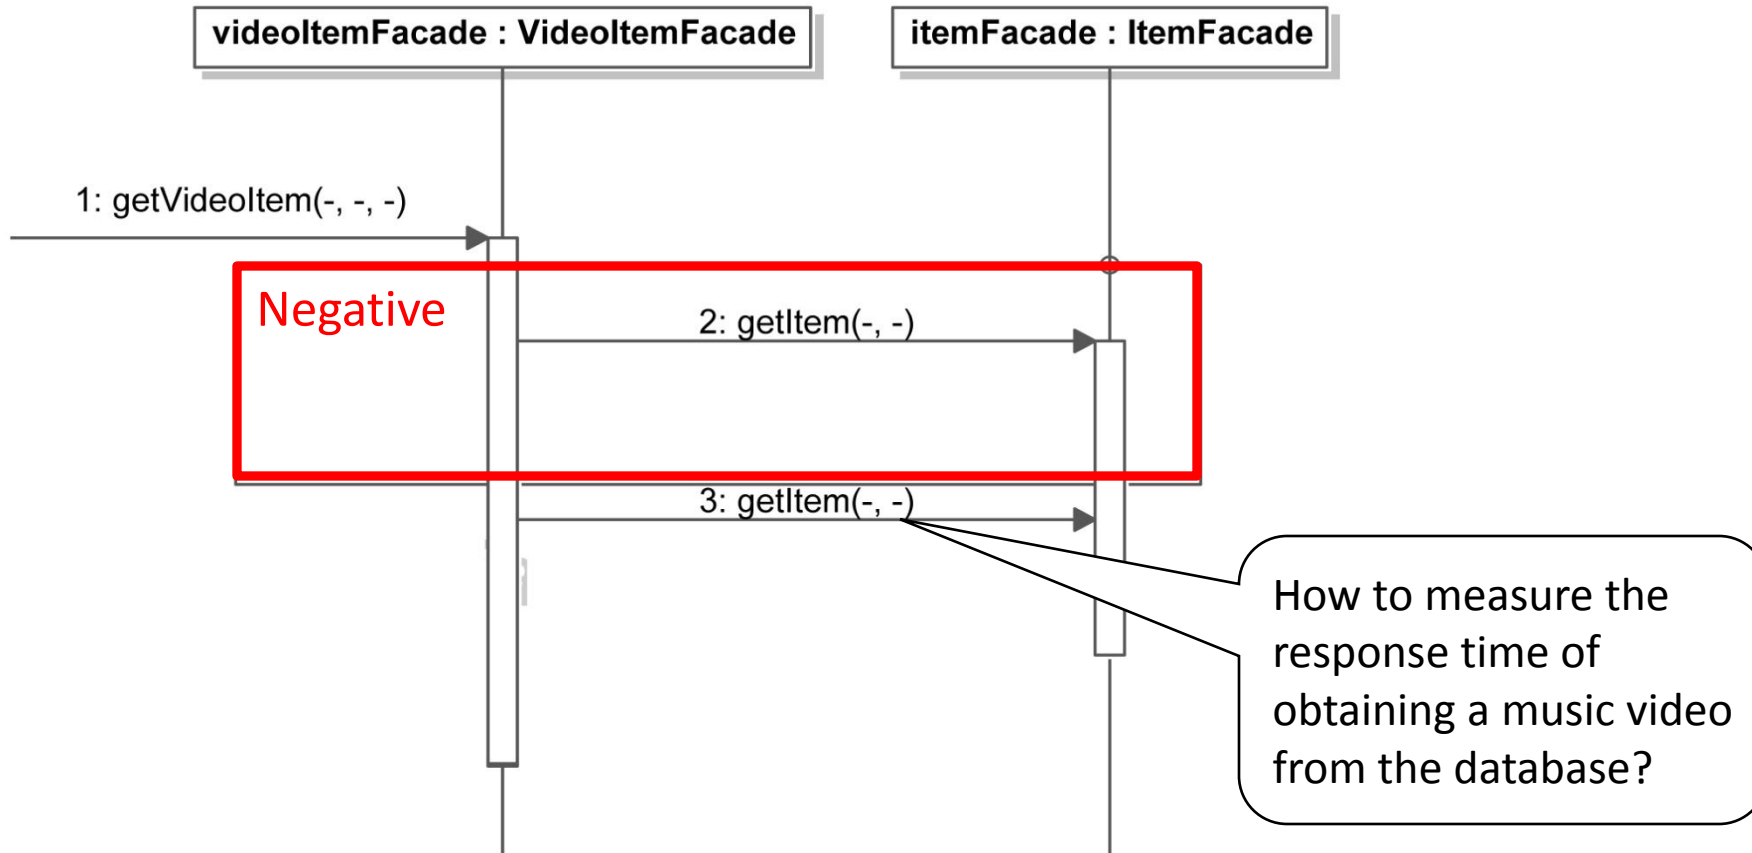 videoItemFacade : VideoItemFacade
itemFacade : ItemFacade
1: getVideoItem(-, -, -)
Negative
2: getItem(-, -)
3: getItem(-, -)
How to measure the
response time of
obtaining a music video
from the database?